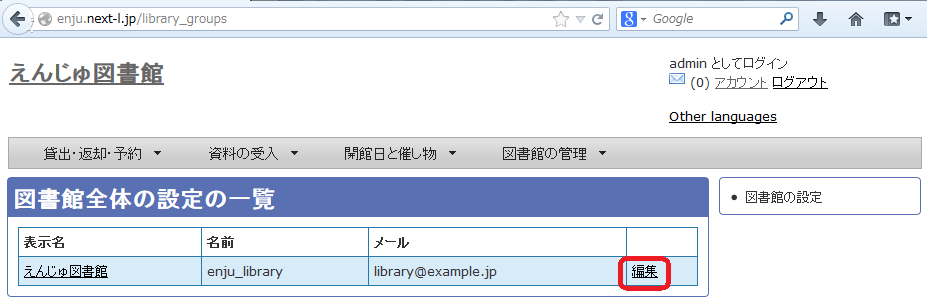 enju.next-l.jp/library_groups
Google
えんじゅ図書館
admin としてログイン
(0) アカウント ログアウト
Other languages
貸出・返却・予約 資料の受入 開館日と催し物 図書館の管理
図書館全体の設定の一覧
図書館の設定
表示名 名前 メール
えんじゅ図書館 enju_library library@example.jp 編集